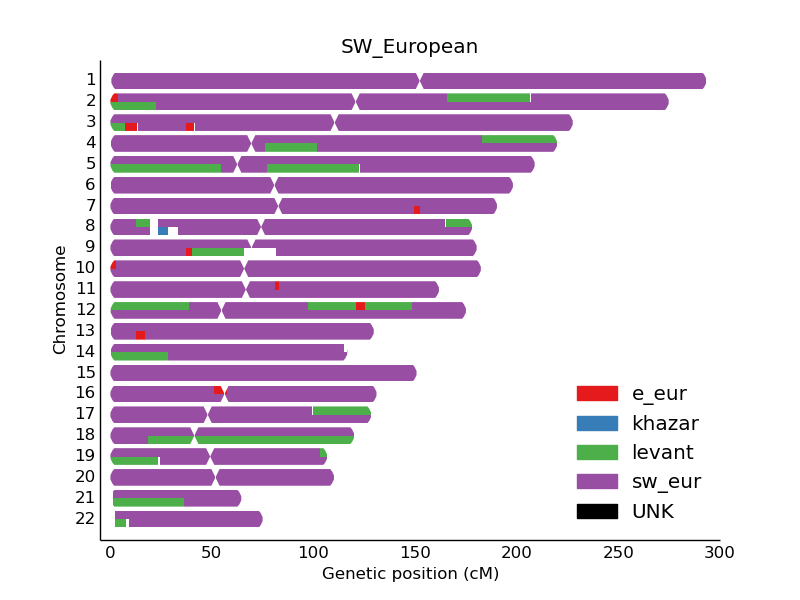 SW_European
Chromosome
1
2
3
4
5
6
7
8
9
10
11
12
13
14
15
16
17
18
19
20
21
22
e_eur
khazar
levant
sw_eur
UNK
0 50 100 150 200 250 300
Genetic position (cM)